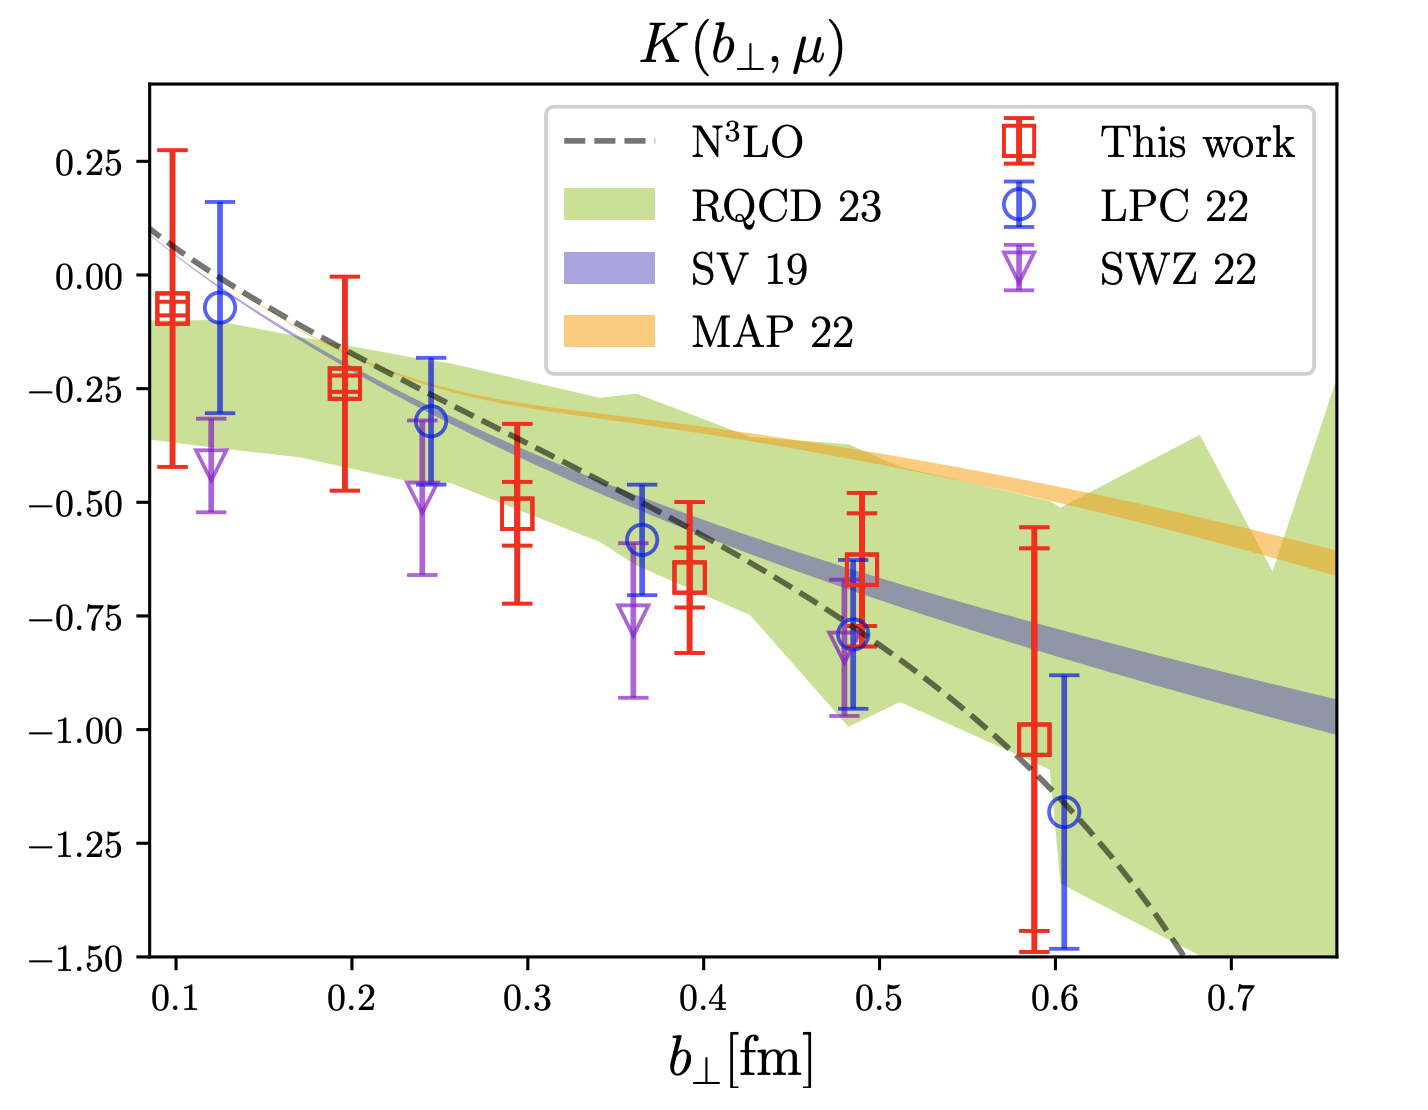 K(b⊥, μ)
N³LO
RQCD 23
SV 19
MAP 22
This work
LPC 22
SWZ 22
0.25
0.00
−0.25
−0.50
−0.75
−1.00
−1.25
−1.50
0.1 0.2 0.3 0.4 0.5 0.6 0.7
b⊥[fm]